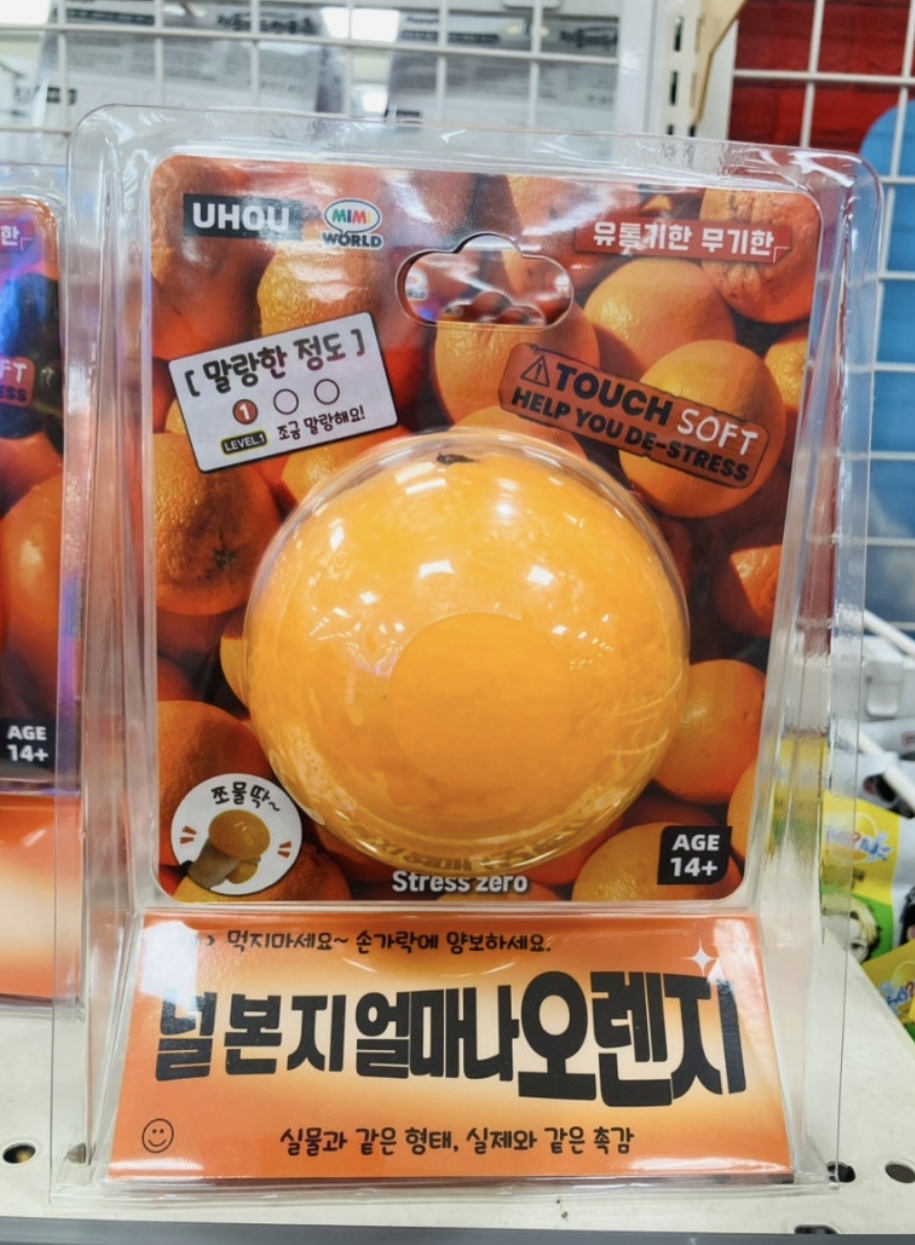 UHOU
MIMI
WORLD
유통기한 무기한
[ 말랑한 정도 ]
1
LEVEL.1 조금 말랑해요!
TOUCH SOFT
HELP YOU DE-STRESS
쪼물딱~
AGE
14+
Stress zero
먹지마세요~ 손가락에 양보하세요.
널 본지 얼매나 오렌지
실물과 같은 형태, 실제와 같은 촉감
한
FT
ESS
AGE
14+